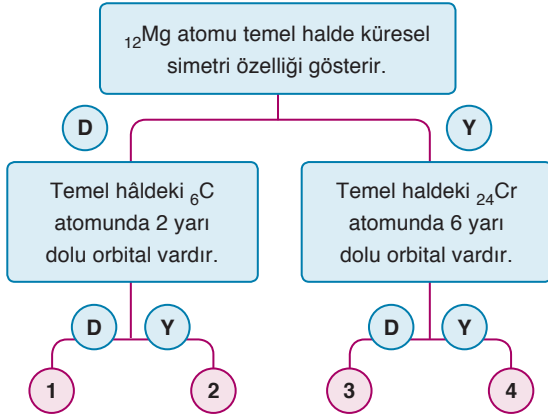 ₁₂Mg atomu temel halde küresel
simetri özelliği gösterir.
D
Y
Temel hâldeki ₆C
atomunda 2 yarı
dolu orbital vardır.
Temel haldeki ₂₄Cr
atomunda 6 yarı
dolu orbital vardır.
D
Y
D
Y
1
2
3
4